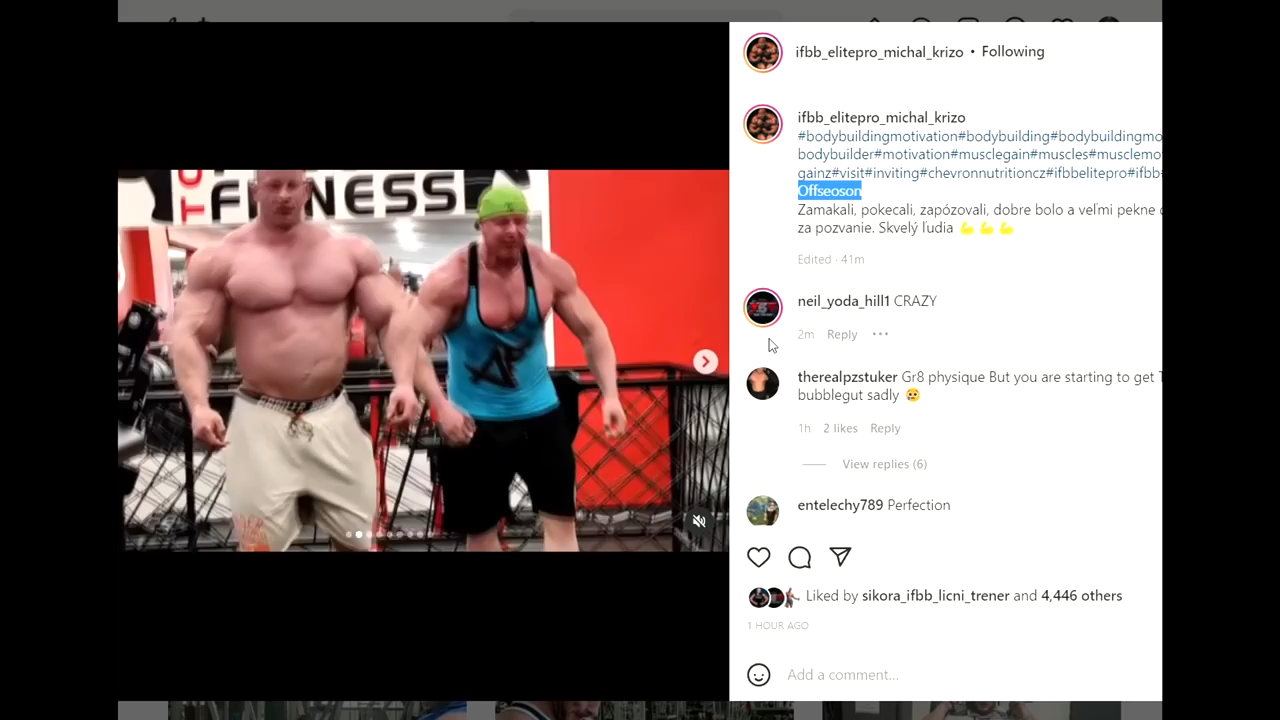 TO
FITNESS
ifbb_elitepro_michal_krizo • Following
ifbb_elitepro_michal_krizo
#bodybuildingmotivation#bodybuilding#bodybuildingmo
bodybuilder#motivation#musclegain#muscles#musclemo
gainz#visit#inviting#chevronnutritioncz#ifbbelitepro#ifbb
Offseoson
Zamakali, pokecali, zapózovali, dobre bolo a veľmi pekne
za pozvanie. Skvelý ľudia 💪💪💪
Edited · 41m
neil_yoda_hill1 CRAZY
2m Reply •••
therealpzstuker Gr8 physique But you are starting to get
bubblegut sadly 😢
1h 2 likes Reply
View replies (6)
entelechy789 Perfection
Liked by sikora_ifbb_licni_trener and 4,446 others
1 HOUR AGO
Add a comment...